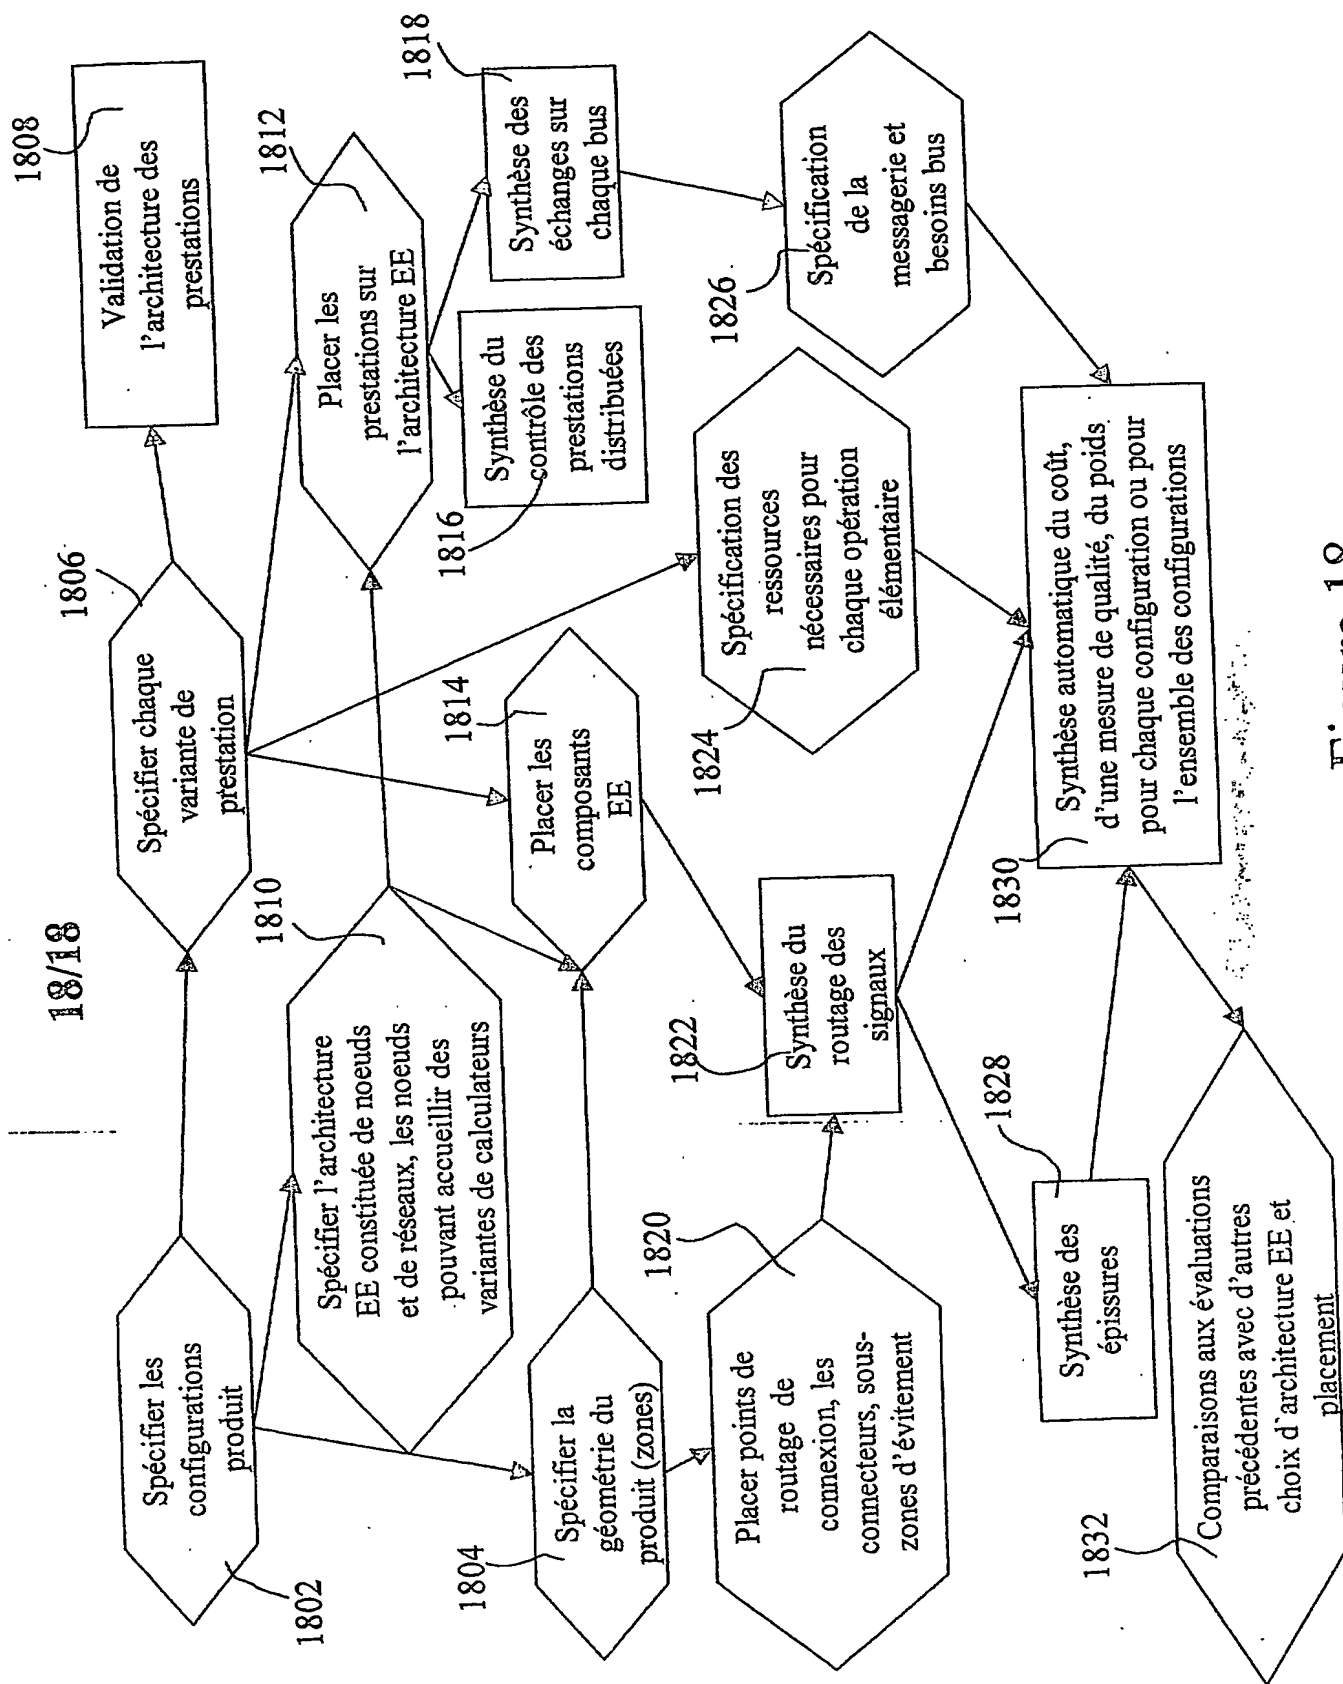 18/18
1802
Spécifier les
configurations
produit
1806
Spécifier chaque
variante de
prestation
1808
Validation de
l'architecture des
prestations
1810
Spécifier l'architecture
EE constituée de noeuds
et de réseaux, les noeuds
pouvant accueillir des
variantes de calculateurs
1812
Placer les
prestations sur
l'architecture EE
1804
Spécifier la
géométrie du
produit (zones)
1814
Placer les
composants
EE
1816
Synthèse du
contrôle des
prestations
distribuées
1818
Synthèse des
échanges sur
chaque bus
1820
Placer points de
routage de
connexion, les
connecteurs, sous-
zones d'évitement
1822
Synthèse du
routage des
signaux
1824
Spécification des
ressources
nécessaires pour
chaque opération
élémentaire
1826
Spécification
de la
messagerie et
besoins bus
1828
Synthèse des
épissures
1830
Synthèse automatique du coût,
d'une mesure de qualité, du poids
pour chaque configuration ou pour
l'ensemble des configurations
1832
Comparaisons aux évaluations
précédentes avec d'autres
choix d'architecture EE et
placement